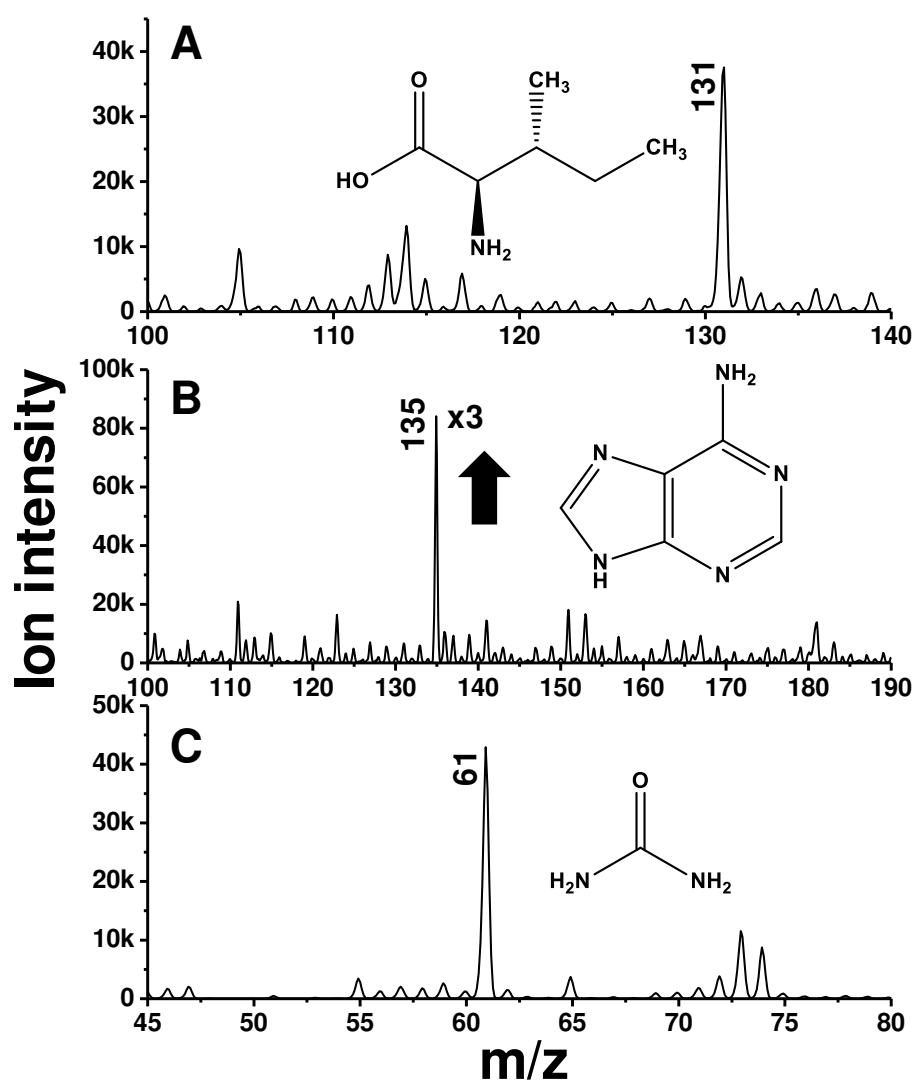 A
40k
30k
20k
10k
0
131
O
CH₃
CH₃
HO
NH₂
100 110 120 130 140
B
100k
80k
60k
40k
20k
0
135
x3
NH₂
N
N
N
H
N
100 110 120 130 140 150 160 170 180 190
C
50k
40k
30k
20k
10k
0
61
O
H₂N
NH₂
45 50 55 60 65 70 75 80
Ion intensity
m/z